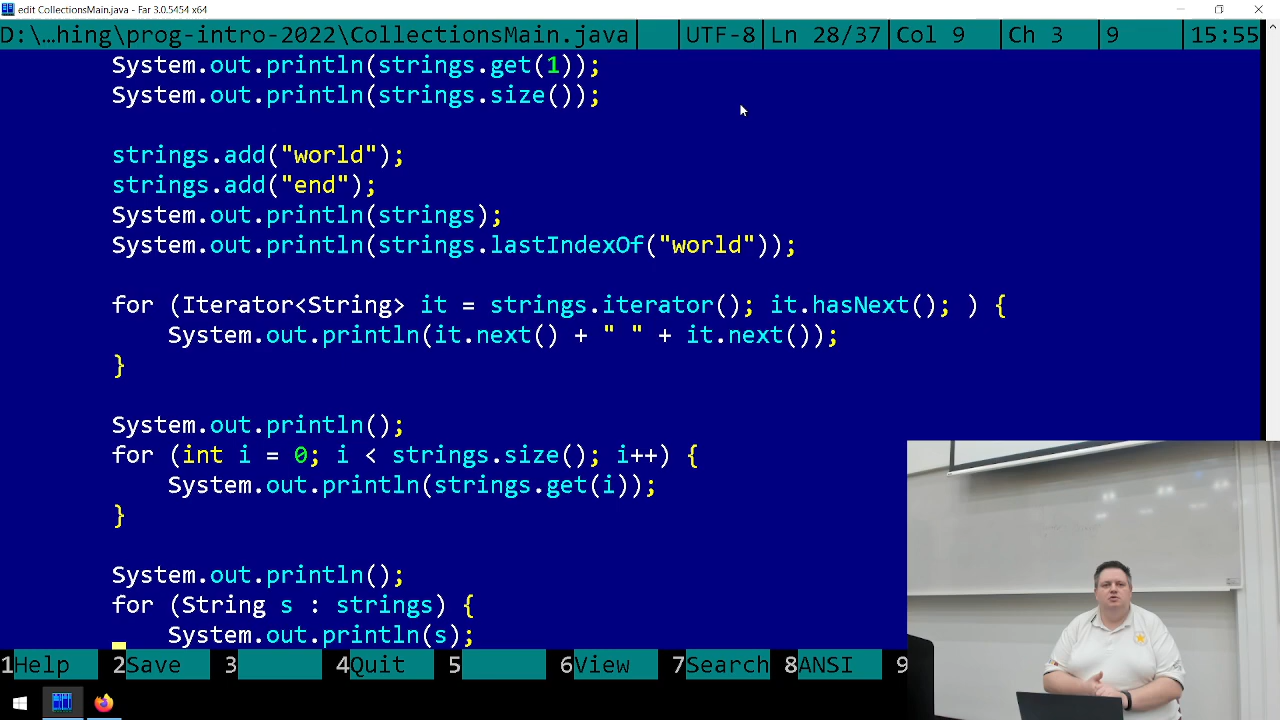 edit CollectionsMain.java - Far 3.0.5454 x64
D:\…hing\prog-intro-2022\CollectionsMain.java UTF-8 Ln 28/37 Col 9 Ch 3 9 15:55
System.out.println(strings.get(1));
System.out.println(strings.size());
strings.add("world");
strings.add("end");
System.out.println(strings);
System.out.println(strings.lastIndexOf("world"));
for (Iterator<String> it = strings.iterator(); it.hasNext(); ) {
System.out.println(it.next() + " " + it.next());
}
System.out.println();
for (int i = 0; i < strings.size(); i++) {
System.out.println(strings.get(i));
}
System.out.println();
for (String s : strings) {
System.out.println(s);
1Help 2Save 3 4Quit 5 6View 7Search 8ANSI 9